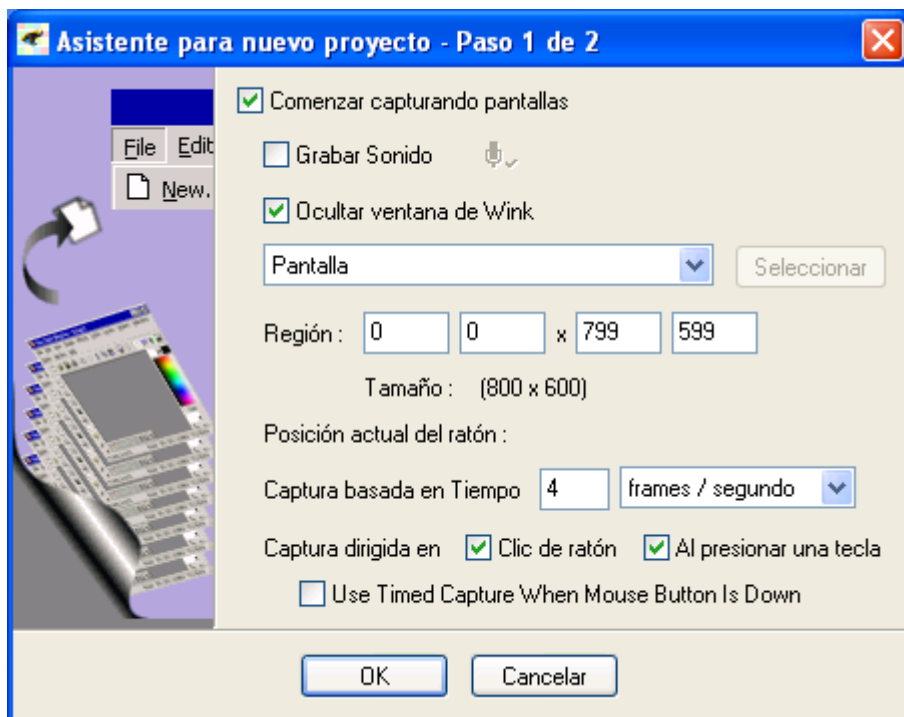 Asistente para nuevo proyecto - Paso 1 de 2
File Edit
New.
Comenzar capturando pantallas
Grabar Sonido
Ocultar ventana de Wink
Pantalla Seleccionar
Región : 0 0 x 799 599
Tamaño : (800 x 600)
Posición actual del ratón :
Captura basada en Tiempo 4 frames / segundo
Captura dirigida en Clic de ratón Al presionar una tecla
Use Timed Capture When Mouse Button Is Down
OK Cancelar